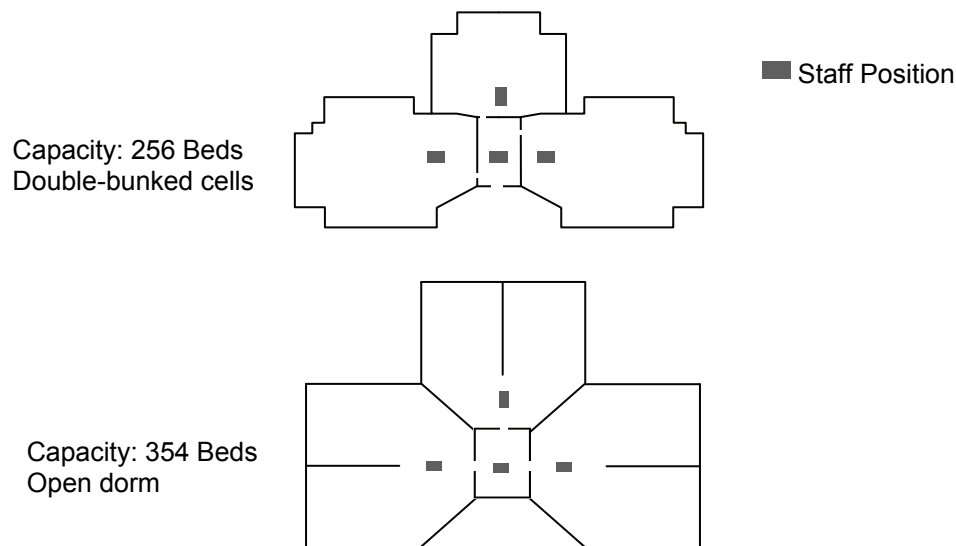 Staff Position
Capacity: 256 Beds
Double-bunked cells
Capacity: 354 Beds
Open dorm